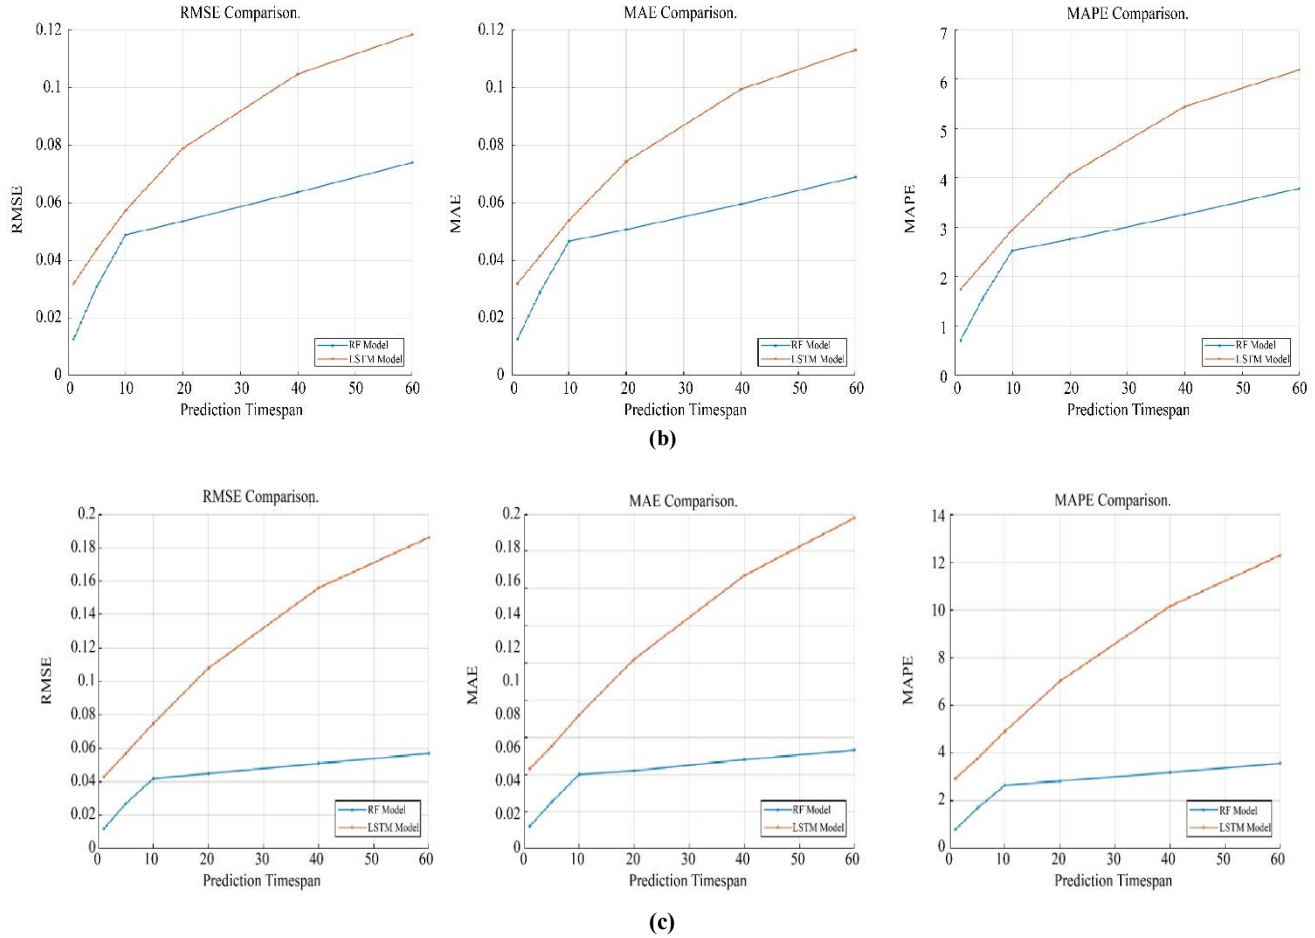 RMSE Comparison.
0.12
0.1
0.08
0.06
0.04
0.02
0
RMSE
0 10 20 30 40 50 60
Prediction Timespan
RF Model
LSTM Model
MAE Comparison.
0.12
0.1
0.08
0.06
0.04
0.02
0
MAE
0 10 20 30 40 50 60
Prediction Timespan
RF Model
LSTM Model
MAPE Comparison.
7
6
5
4
3
2
1
0
MAPE
0 10 20 30 40 50 60
Prediction Timespan
RF Model
LSTM Model
(b)
RMSE Comparison.
0.2
0.18
0.16
0.14
0.12
0.1
0.08
0.06
0.04
0.02
0
RMSE
0 10 20 30 40 50 60
Prediction Timespan
RF Model
LSTM Model
MAE Comparison.
0.2
0.18
0.16
0.14
0.12
0.1
0.08
0.06
0.04
0.02
0
MAE
0 10 20 30 40 50 60
Prediction Timespan
RF Model
LSTM Model
MAPE Comparison.
14
12
10
8
6
4
2
0
MAPE
0 10 20 30 40 50 60
Prediction Timespan
RF Model
LSTM Model
(c)